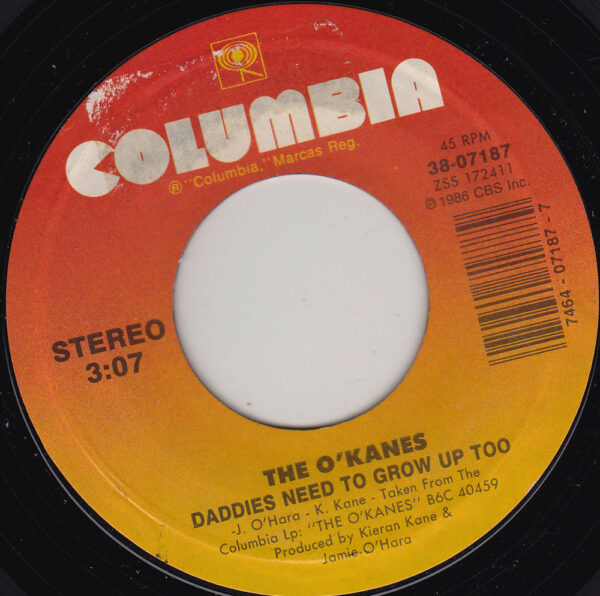 COLUMBIA
® "Columbia," Marcas Reg.
45 RPM
38-07187
ZSS 172411
℗ 1986 CBS Inc.
7464-07187-7
STEREO
3:07
THE O'KANES
DADDIES NEED TO GROW UP TOO
-J. O'Hara - K. Kane - Taken From The
Columbia Lp: "THE O'KANES" B6C 40459
Produced by Kieran Kane &
Jamie O'Hara